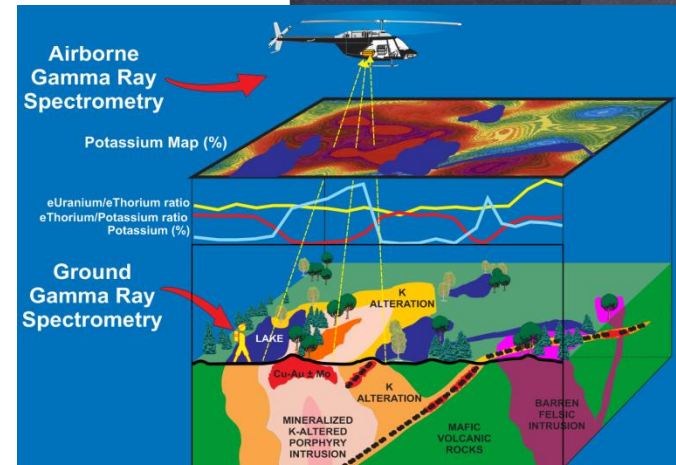 Airborne
Gamma Ray
Spectrometry
Potassium Map (%)
eUranium/eThorium ratio
eThorium/Potassium ratio
Potassium (%)
Ground
Gamma Ray
Spectrometry
K
ALTERATION
LAKE
Cu-Au ± Mo
K
ALTERATION
MINERALIZED
K-ALTERED
PORPHYRY
INTRUSION
MAFIC
VOLCANIC
ROCKS
BARREN
FELSIC
INTRUSION